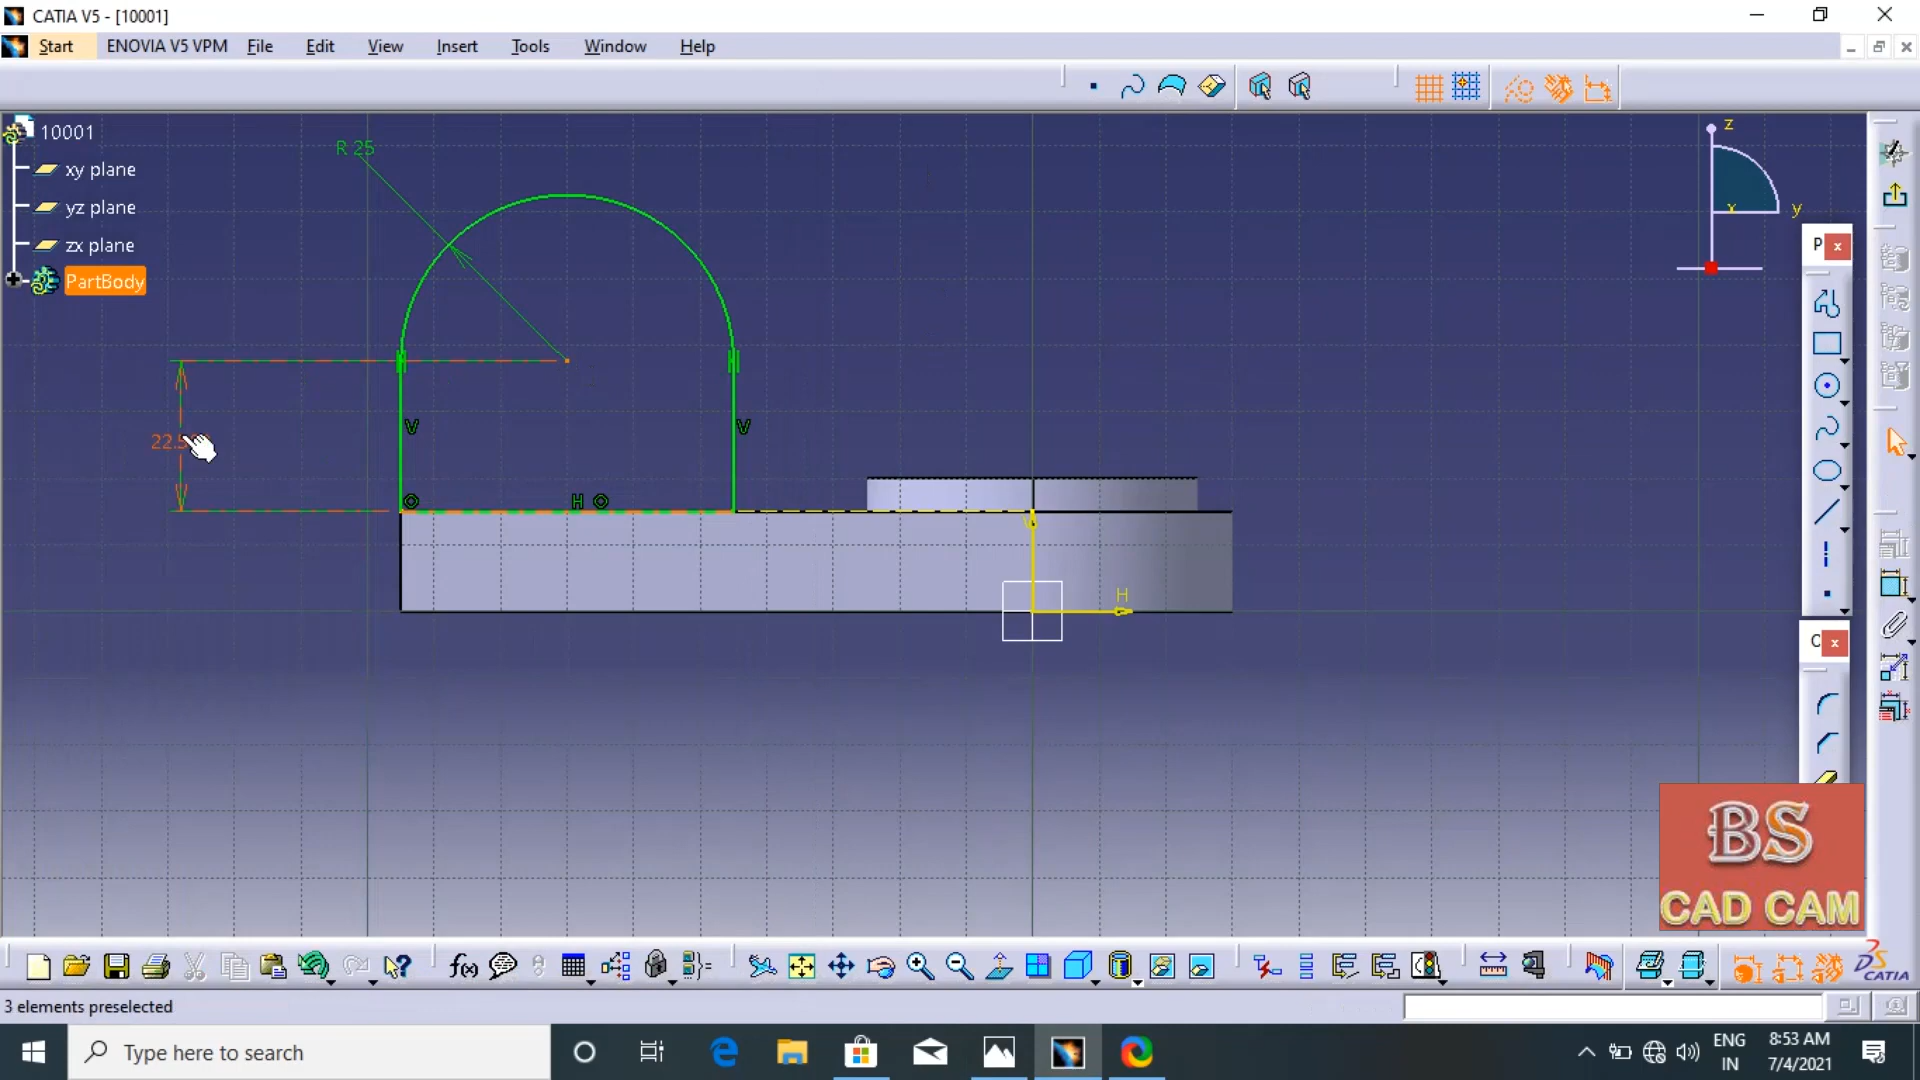 CATIA V5 - [10001]
Start ENOVIA V5 VPM File Edit View Insert Tools Window Help
10001
xy plane
yz plane
zx plane
PartBody
R 25
z
x
y
P
V
V
H
V
H
C
BS
CAD CAM
f(x)
CATIA
3 elements preselected
Type here to search
ENG
IN
8:53 AM
7/4/2021